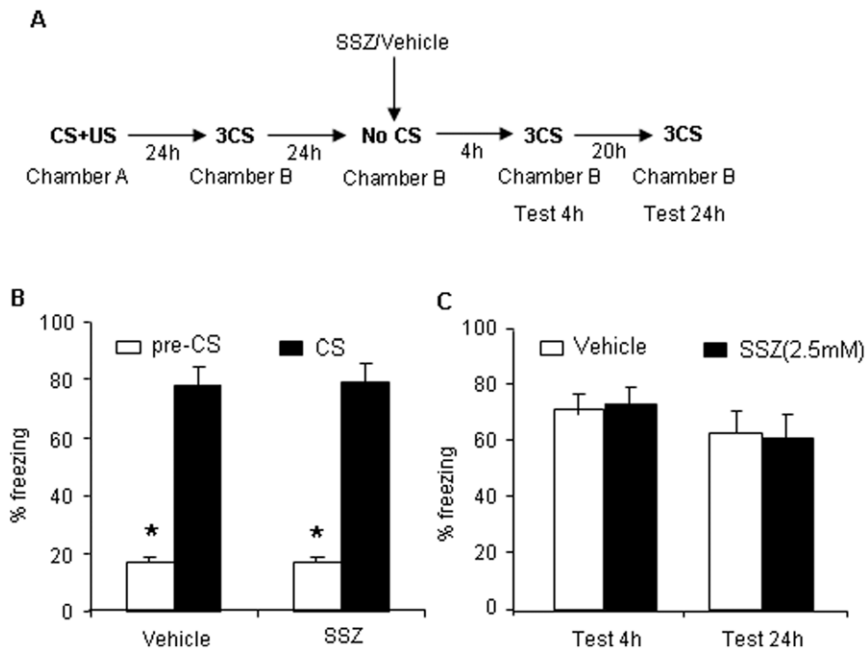 A
SSZ/Vehicle
CS+US 24h 3CS 24h No CS 4h 3CS 20h 3CS
Chamber A Chamber B Chamber B Chamber B Chamber B
Test 4h Test 24h
B
% freezing
100
80
60
40
20
0
pre-CS CS
* *
Vehicle SSZ
C
% freezing
100
80
60
40
20
0
Vehicle SSZ(2.5mM)
Test 4h Test 24h